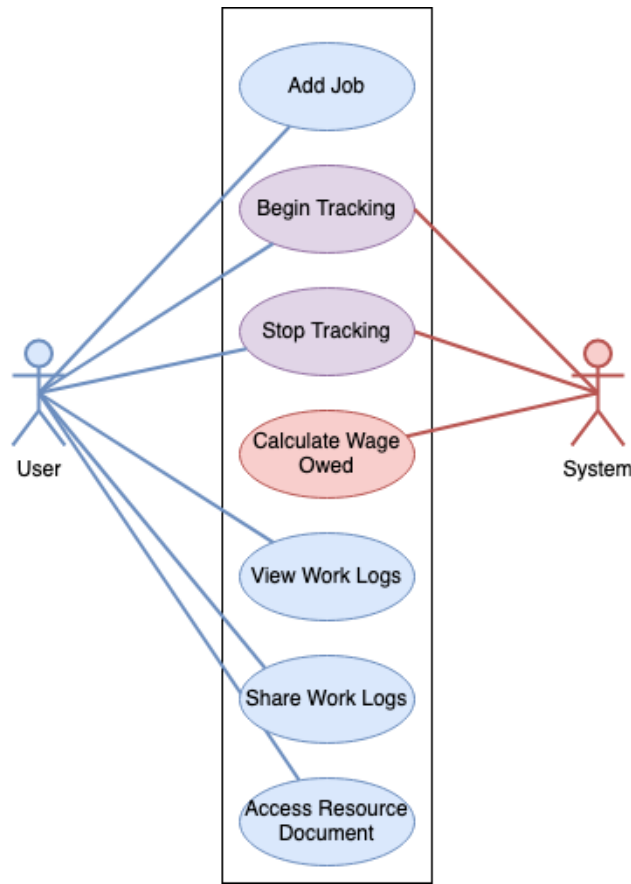 Add Job
Begin Tracking
Stop Tracking
Calculate Wage
Owed
User
System
View Work Logs
Share Work Logs
Access Resource
Document